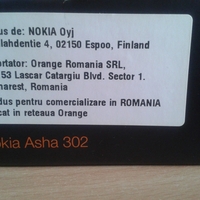 us de: NOKIA Oyj
lahdentie 4, 02150 Espoo, Finland
ortator: Orange Romania SRL,
53 Lascar Catargiu Blvd. Sector 1.
harest, Romania
dus pentru comercializare in ROMANIA
cat in reteaua Orange
kia Asha 302